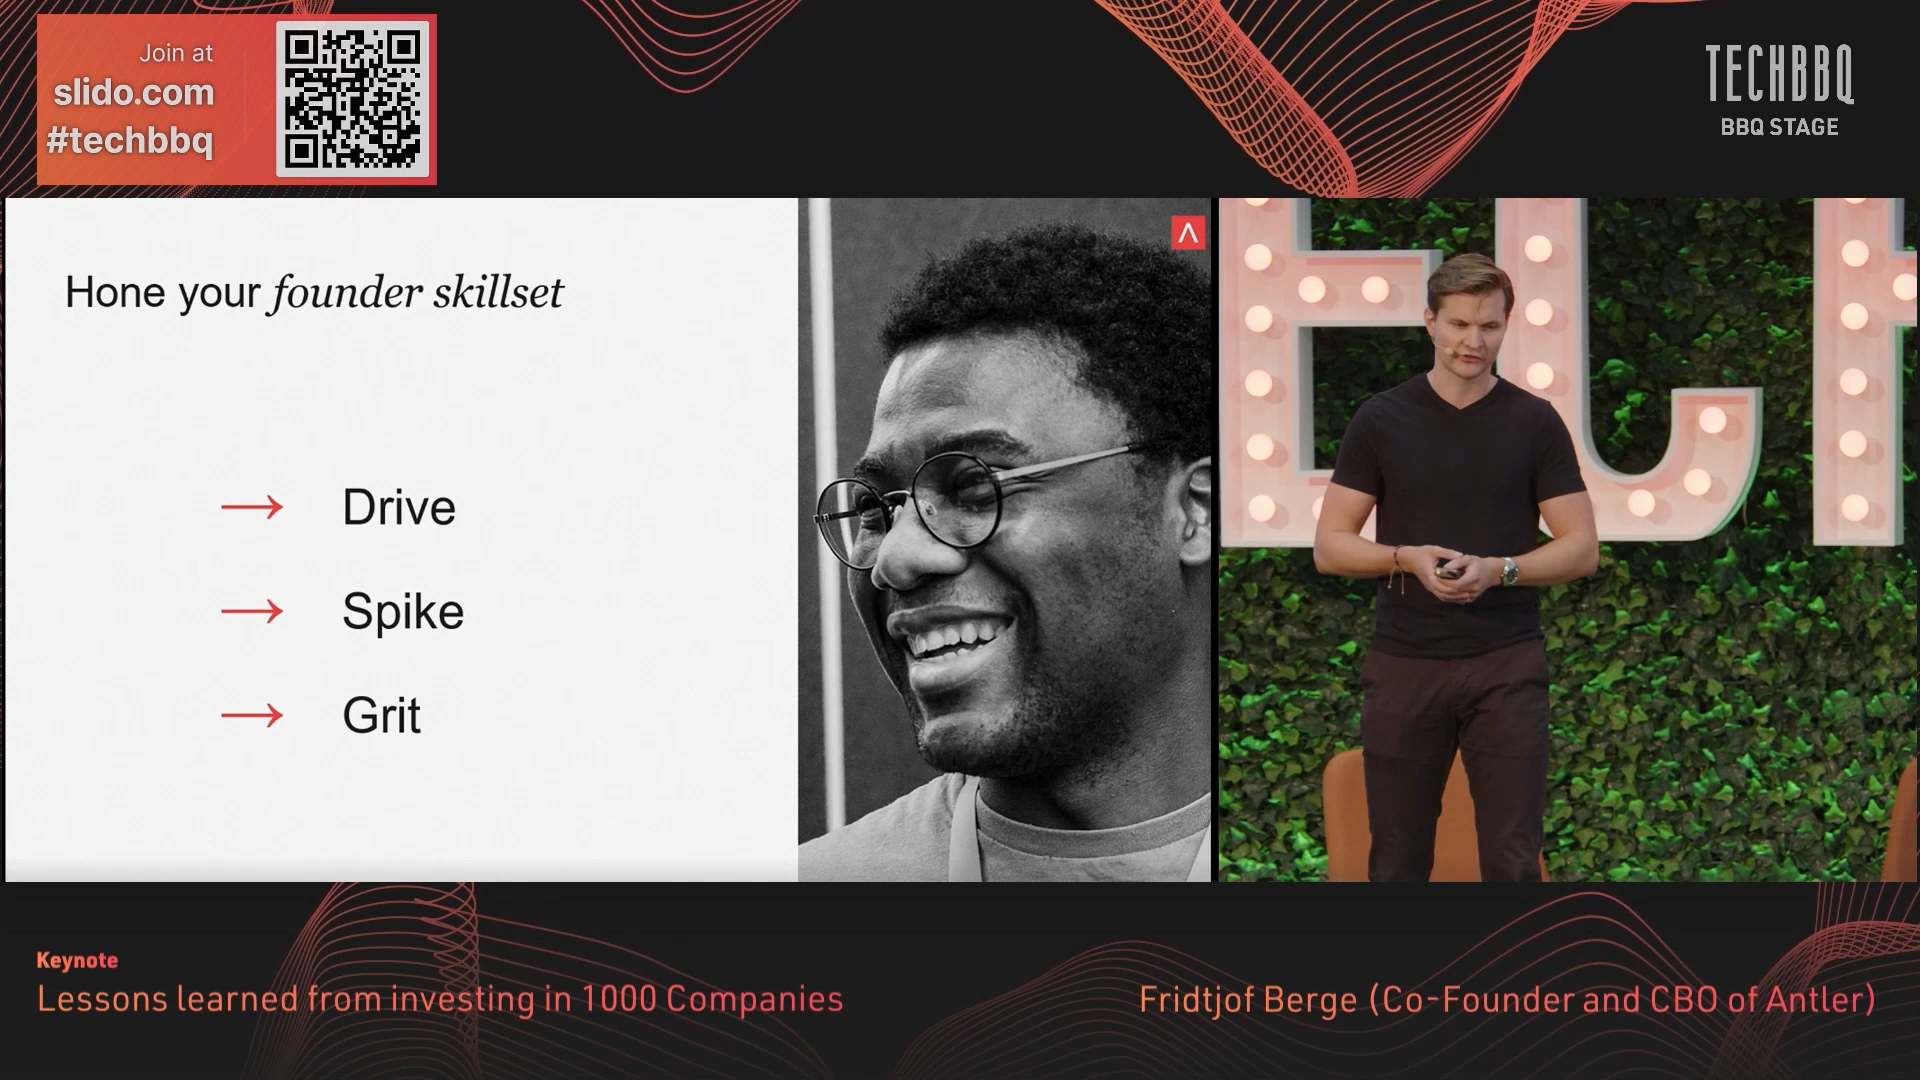 Join at
slido.com
#techbbq
TECHBBQ
BBQ STAGE
Hone your founder skillset
→ Drive
→ Spike
→ Grit
Keynote
Lessons learned from investing in 1000 Companies
Fridtjof Berge (Co-Founder and CBO of Antler)